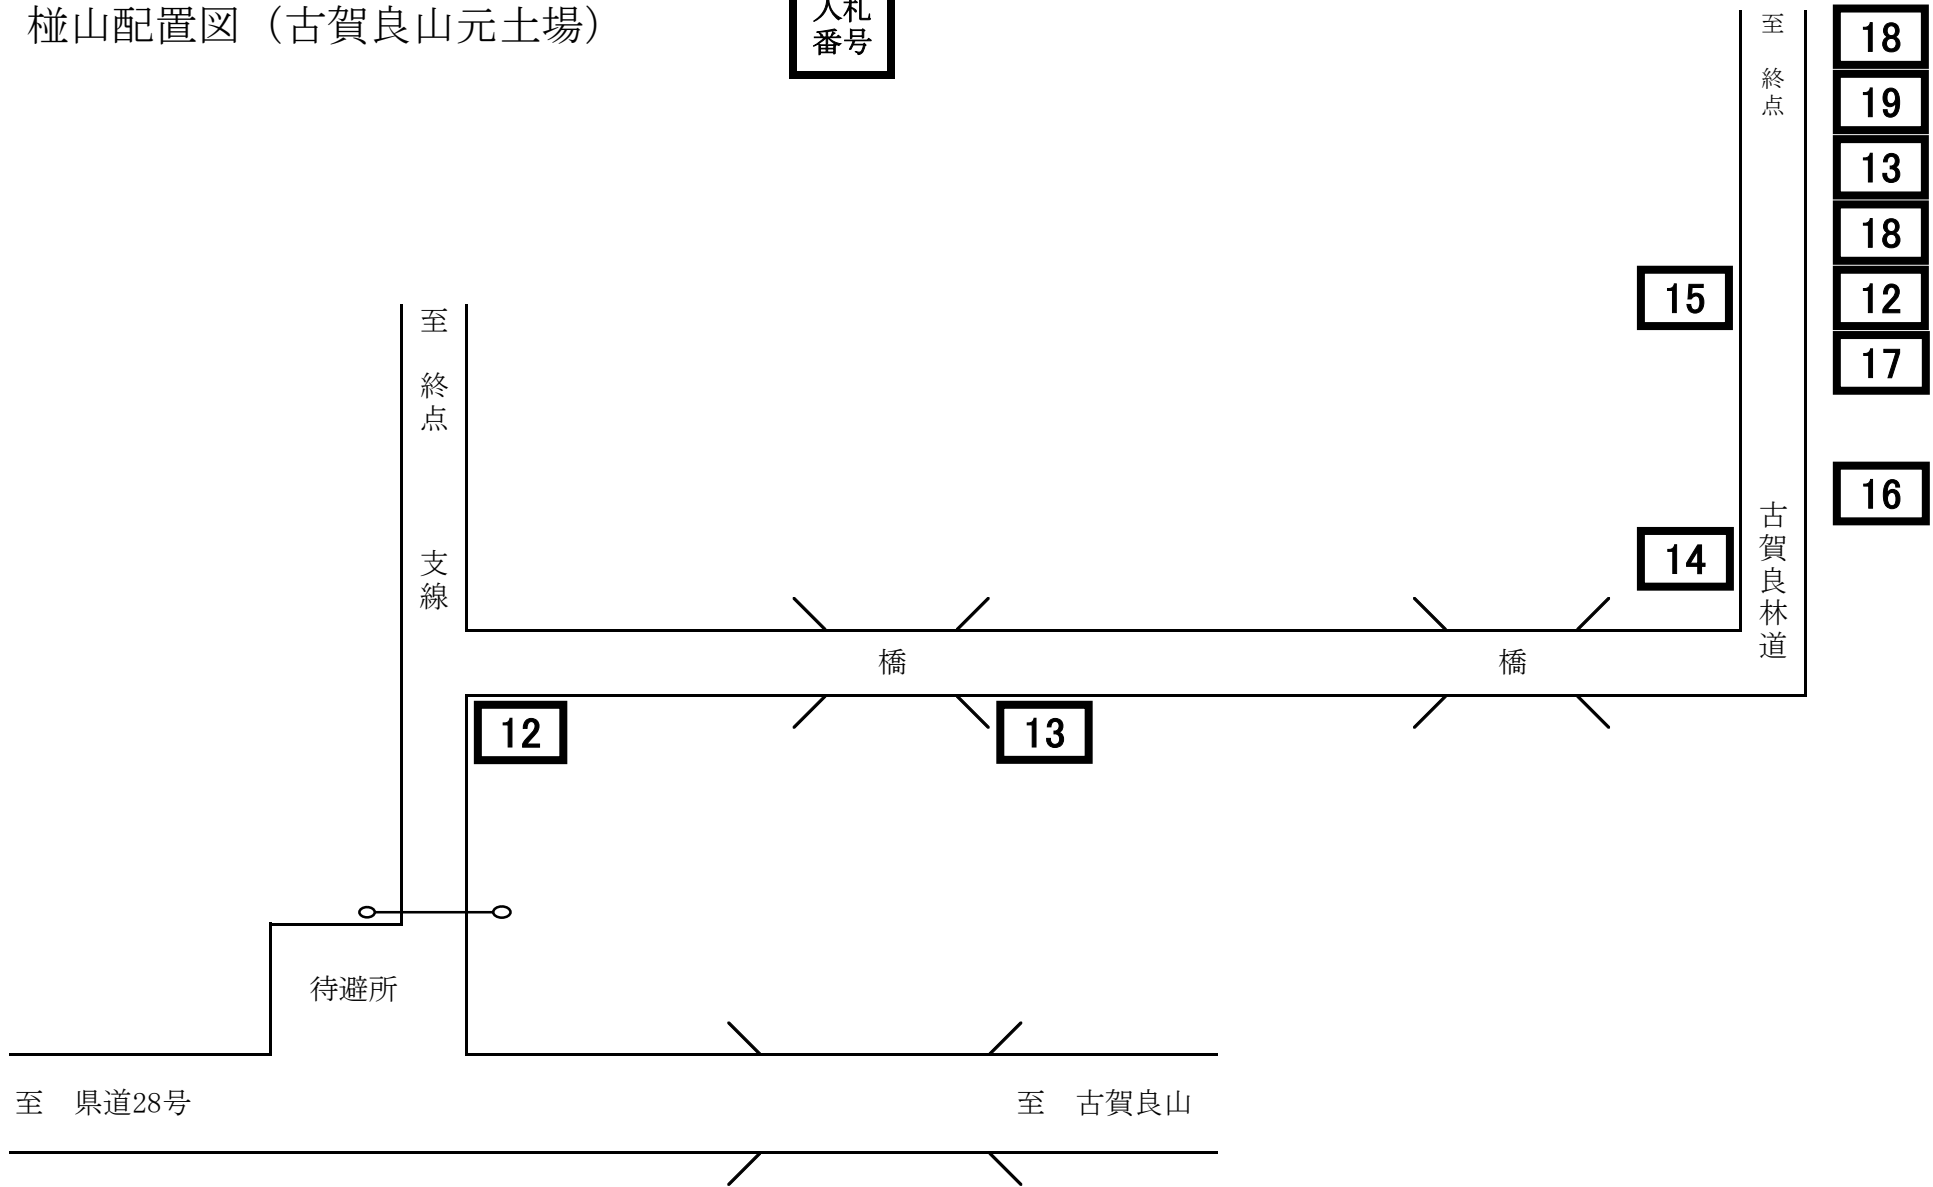 椪山配置図（古賀良山元土場）
入札
番号
至 終点
18
19
13
18
12
17
16
15
14
古賀良林道
至 終点
支線
橋
橋
12
13
待避所
至 県道28号
至 古賀良山